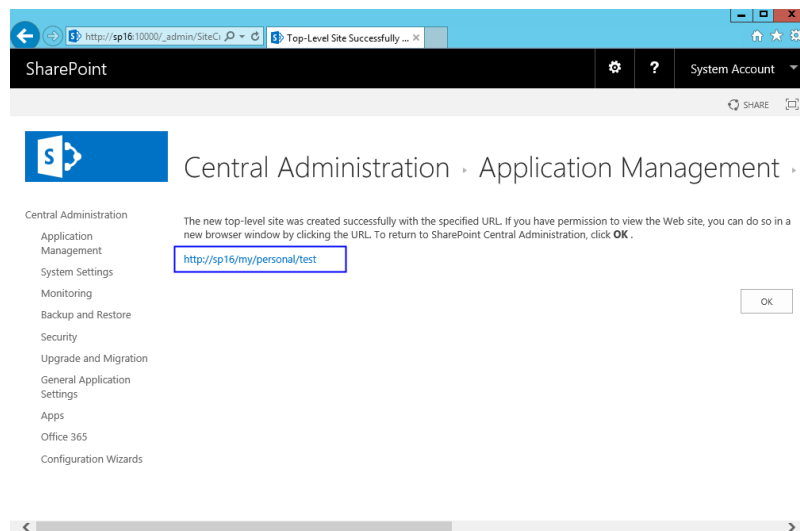 http://sp16:10000/_admin/SiteCr
Top-Level Site Successfully ...
SharePoint
?
System Account
SHARE
S
Central Administration
Application Management
Central Administration
Application
Management
System Settings
Monitoring
Backup and Restore
Security
Upgrade and Migration
General Application
Settings
Apps
Office 365
Configuration Wizards
The new top-level site was created successfully with the specified URL. If you have permission to view the Web site, you can do so in a
new browser window by clicking the URL. To return to SharePoint Central Administration, click OK .
http://sp16/my/personal/test
OK